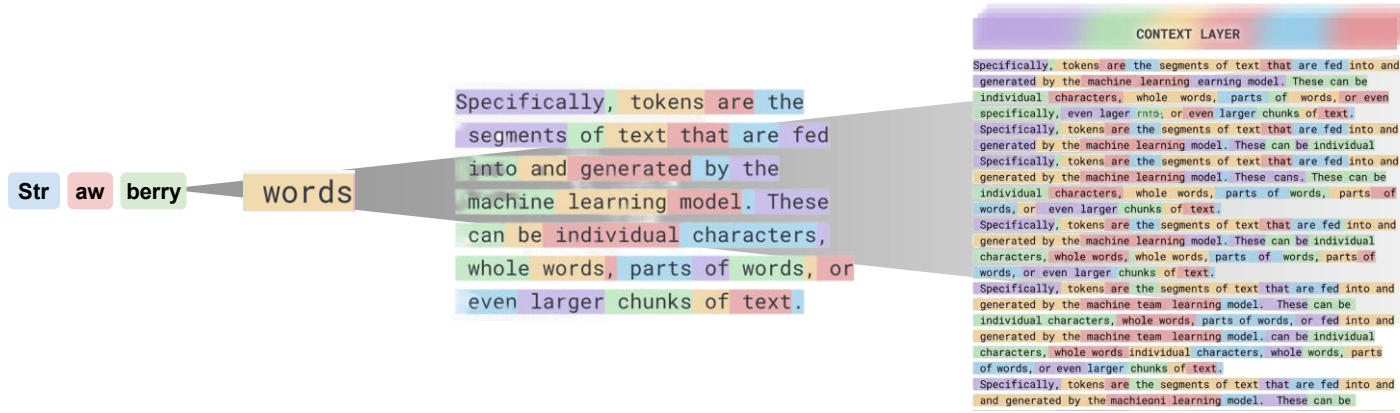 Str aw berry
words
Specifically, tokens are the
segments of text that are fed
into and generated by the
machine learning model. These
can be individual characters,
whole words, parts of words, or
even larger chunks of text.
CONTEXT LAYER
Specifically, tokens are the segments of text that are fed into and
generated by the machine learning earning model. These can be
individual characters, whole words, parts of words, or even
specifically, even lager or even larger chunks of text.
Specifically, tokens are the segments of text that are fed into and
generated by the machine learning model. These can be individual
Specifically, tokens are the segments of text that are fed into and
generated by the machine learning model. These cans. These can be
individual characters, whole words, parts of words, parts of
words, or even larger chunks of text.
Specifically, tokens are the segments of text that are fed into and
generated by the machine learning model. These can be individual
characters, whole words, whole words, parts of words, parts of
words, or even larger chunks of text.
Specifically, tokens are the segments of text that are fed into and
generated by the machine team learning model. These can be
individual characters, whole words, parts of words, or fed into and
generated by the machine team learning model. can be individual
characters, whole words individual characters, whole words, parts
of words, or even larger chunks of text.
Specifically, tokens are the segments of text that are fed into and
and generated by the machieoni learning model. These can be